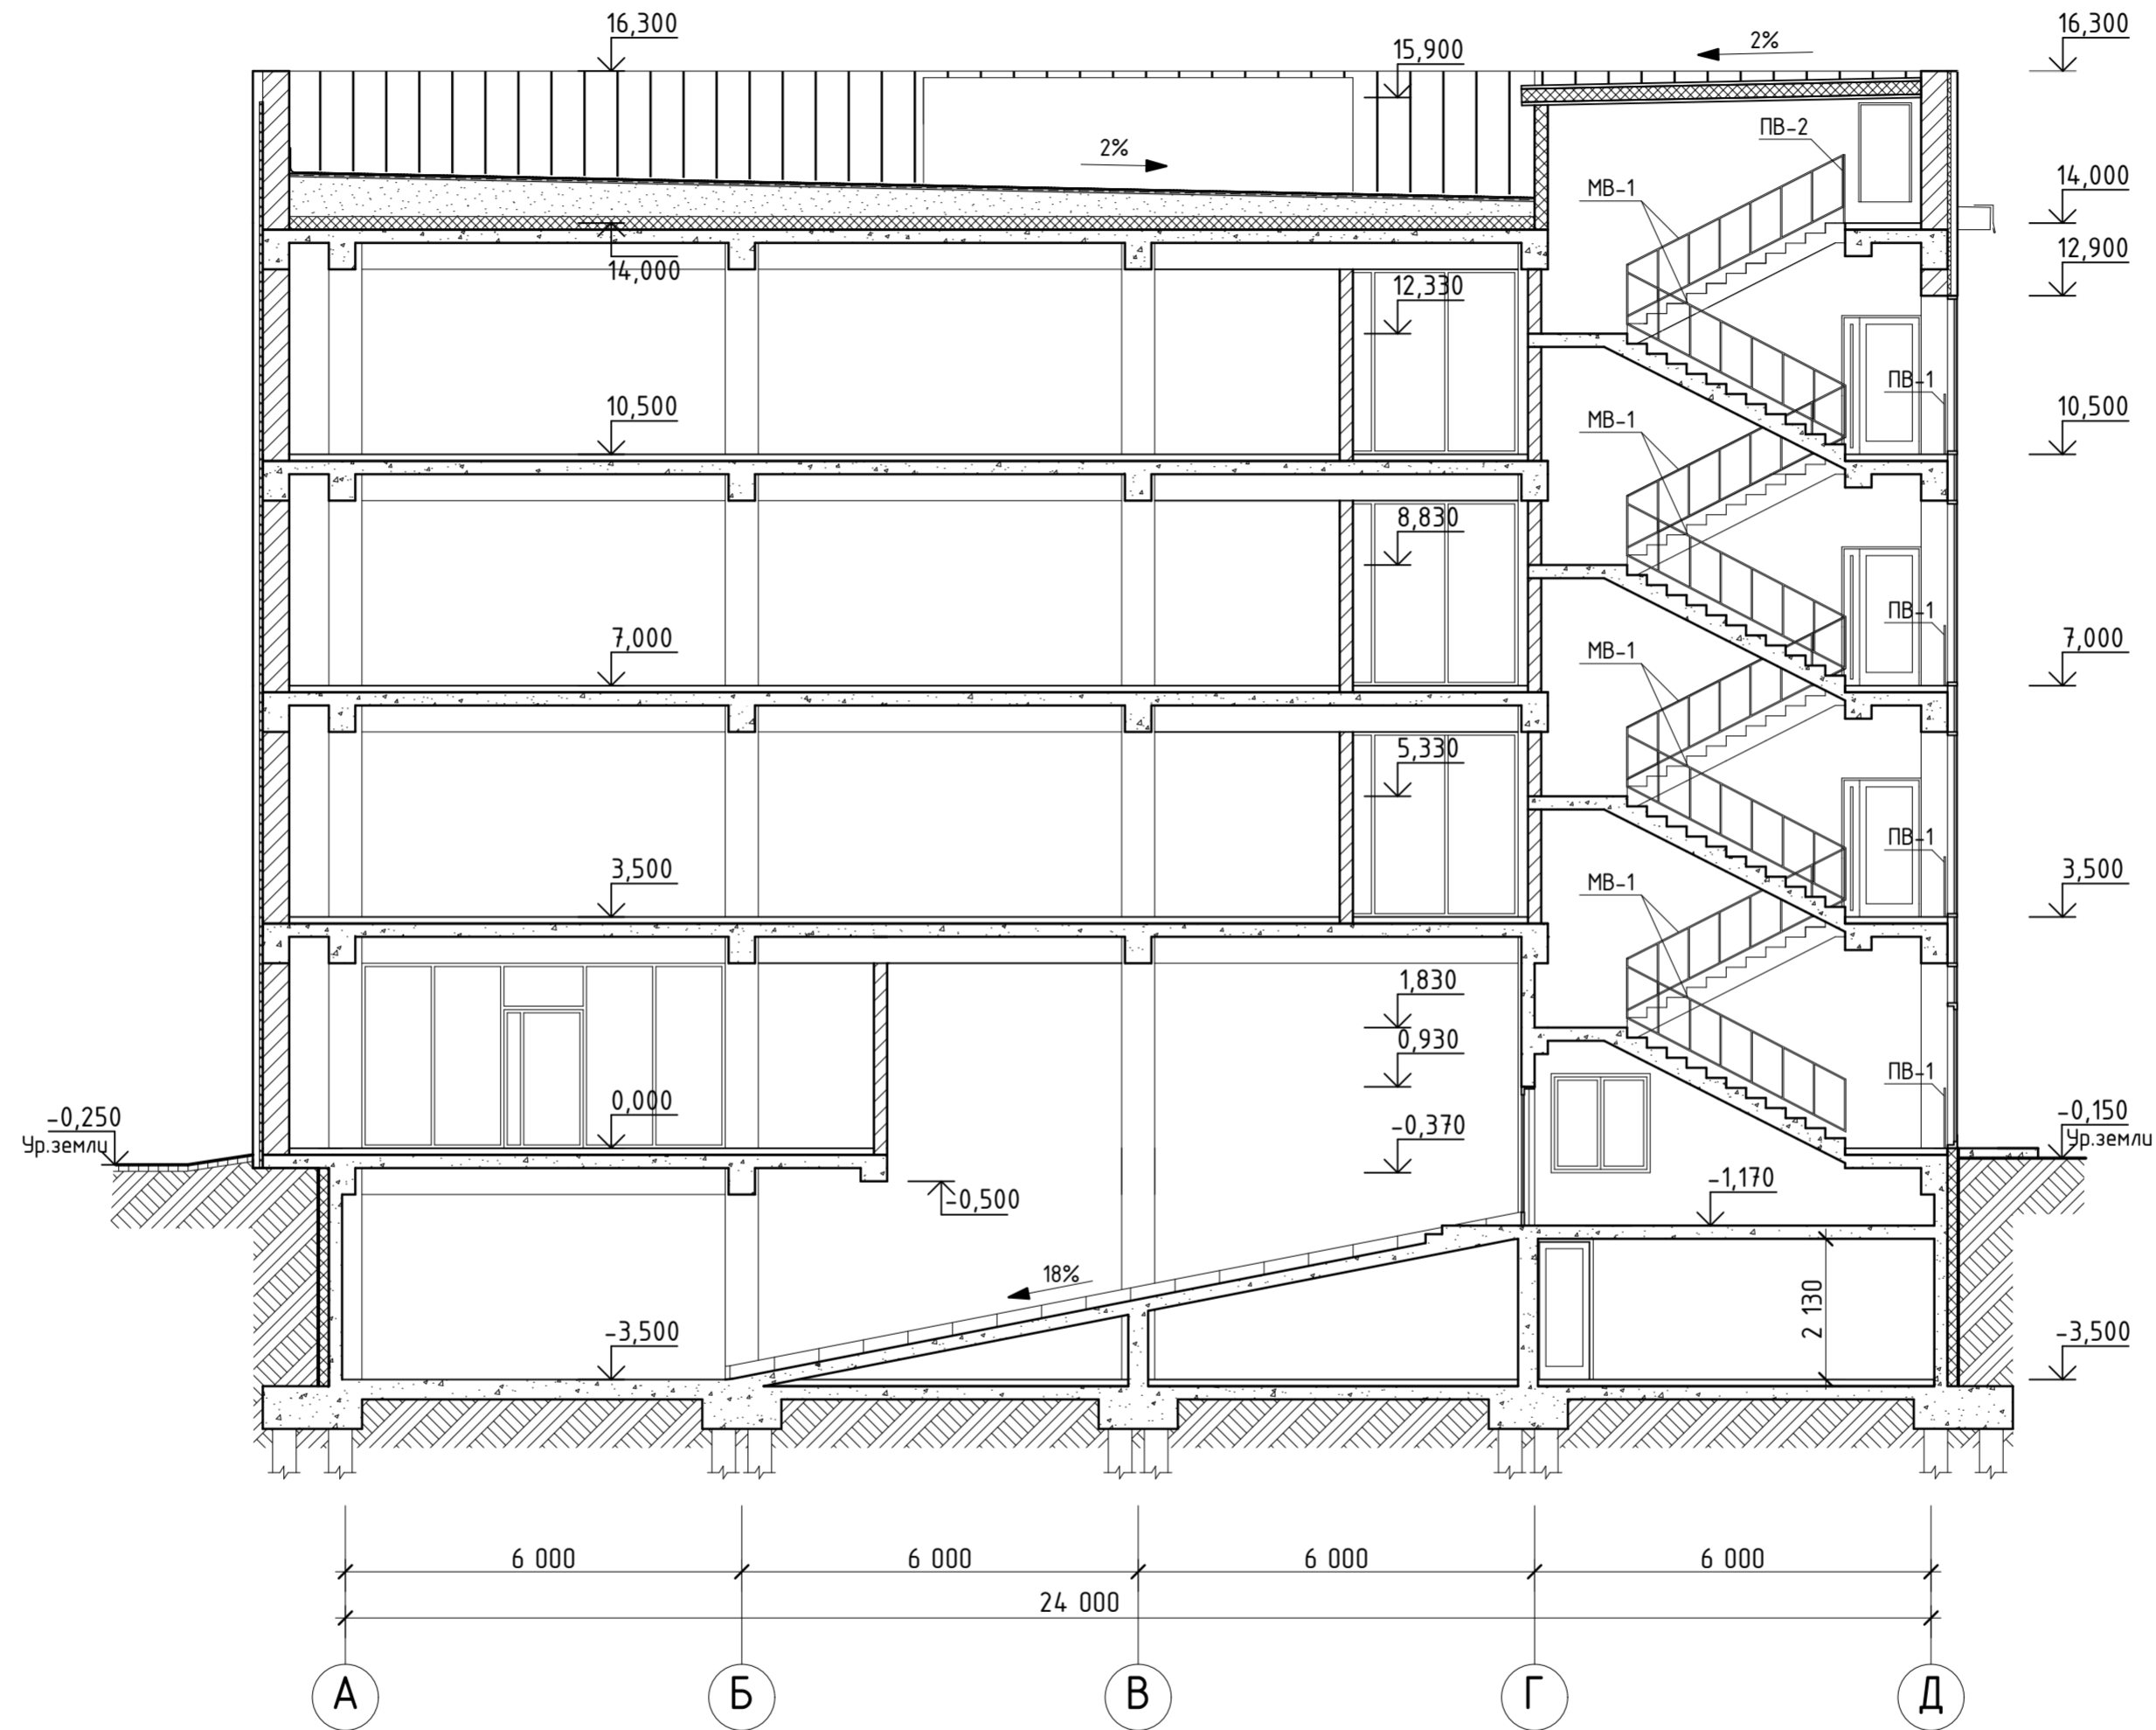 16,300
15,900
2%
16,300
ПВ-2
2%
МВ-1
14,000
12,900
14,000
12,330
ПВ-1
10,500
МВ-1
10,500
8,830
ПВ-1
7,000
МВ-1
7,000
5,330
ПВ-1
3,500
МВ-1
3,500
1,830
0,930
ПВ-1
-0,250
Ур.земли
0,000
-0,370
-0,150
Ур.земли
-0,500
-1,170
18%
2 130
-3,500
-3,500
6 000
6 000
6 000
6 000
24 000
А
Б
В
Г
Д